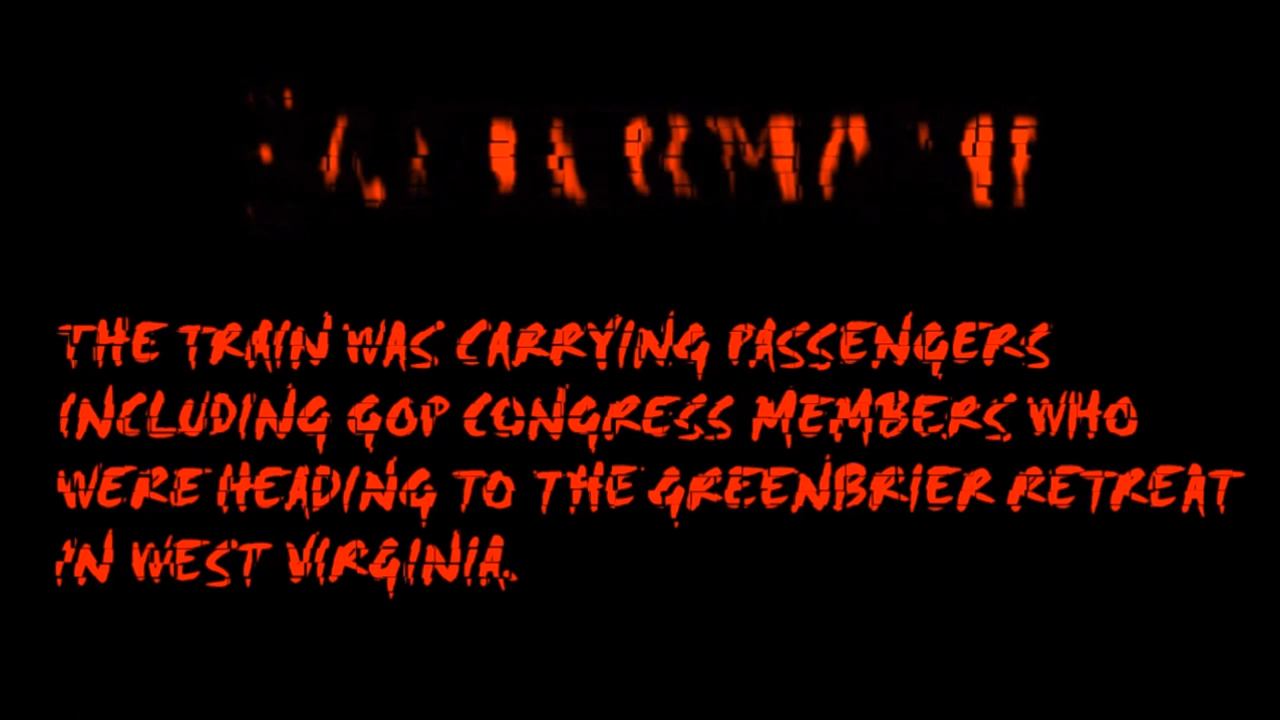 THE TRAIN WAS CARRYING PASSENGERS
INCLUDING GOP CONGRESS MEMBERS WHO
WERE HEADING TO THE GREENBRIER RETREAT
IN WEST VIRGINIA.